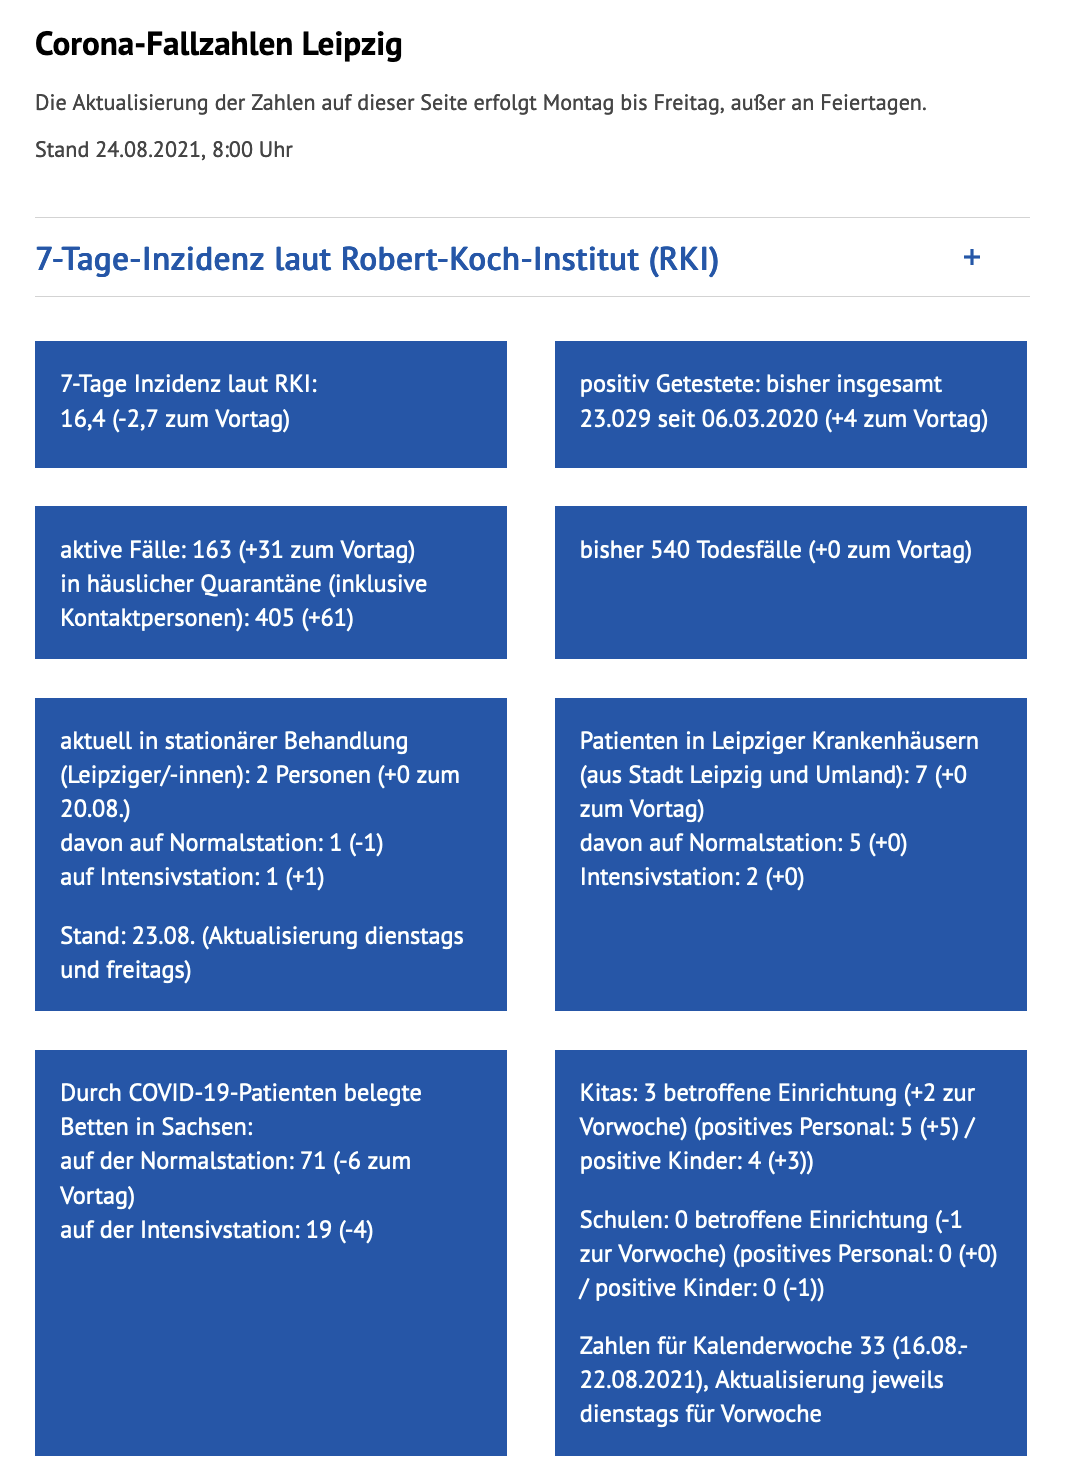 Corona-Fallzahlen Leipzig
Die Aktualisierung der Zahlen auf dieser Seite erfolgt Montag bis Freitag, außer an Feiertagen.
Stand 24.08.2021, 8:00 Uhr
7-Tage-Inzidenz laut Robert-Koch-Institut (RKI) +
7-Tage Inzidenz laut RKI:
16,4 (-2,7 zum Vortag)
positiv Getestete: bisher insgesamt
23.029 seit 06.03.2020 (+4 zum Vortag)
aktive Fälle: 163 (+31 zum Vortag)
in häuslicher Quarantäne (inklusive
Kontaktpersonen): 405 (+61)
bisher 540 Todesfälle (+0 zum Vortag)
aktuell in stationärer Behandlung
(Leipziger/-innen): 2 Personen (+0 zum
20.08.)
davon auf Normalstation: 1 (-1)
auf Intensivstation: 1 (+1)
Stand: 23.08. (Aktualisierung dienstags
und freitags)
Patienten in Leipziger Krankenhäusern
(aus Stadt Leipzig und Umland): 7 (+0
zum Vortag)
davon auf Normalstation: 5 (+0)
Intensivstation: 2 (+0)
Durch COVID-19-Patienten belegte
Betten in Sachsen:
auf der Normalstation: 71 (-6 zum
Vortag)
auf der Intensivstation: 19 (-4)
Kitas: 3 betroffene Einrichtung (+2 zur
Vorwoche) (positives Personal: 5 (+5) /
positive Kinder: 4 (+3))
Schulen: 0 betroffene Einrichtung (-1
zur Vorwoche) (positives Personal: 0 (+0)
/ positive Kinder: 0 (-1))
Zahlen für Kalenderwoche 33 (16.08.-
22.08.2021), Aktualisierung jeweils
dienstags für Vorwoche